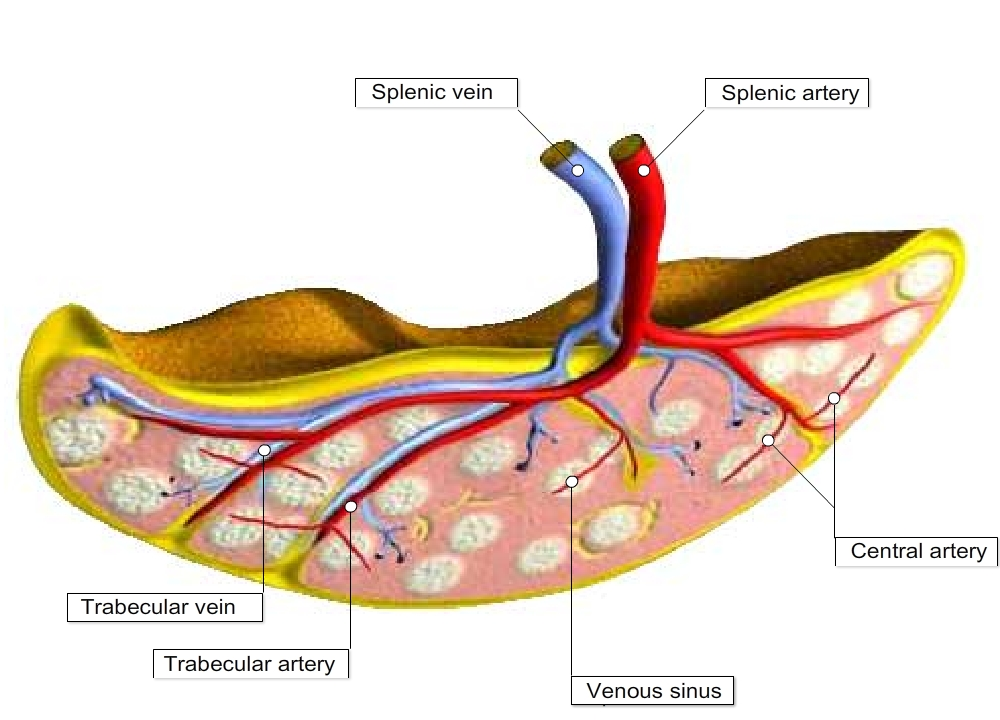 Splenic vein
Splenic artery
Central artery
Trabecular vein
Trabecular artery
Venous sinus